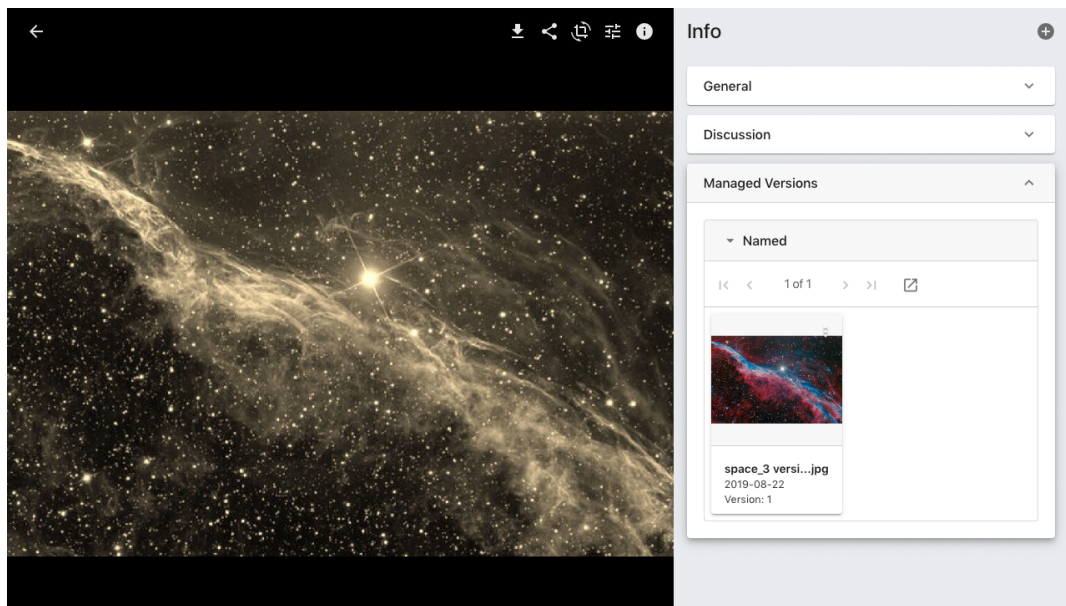 Info
General
Discussion
Managed Versions
Named
1 of 1
space_3 versi...jpg
2019-08-22
Version: 1